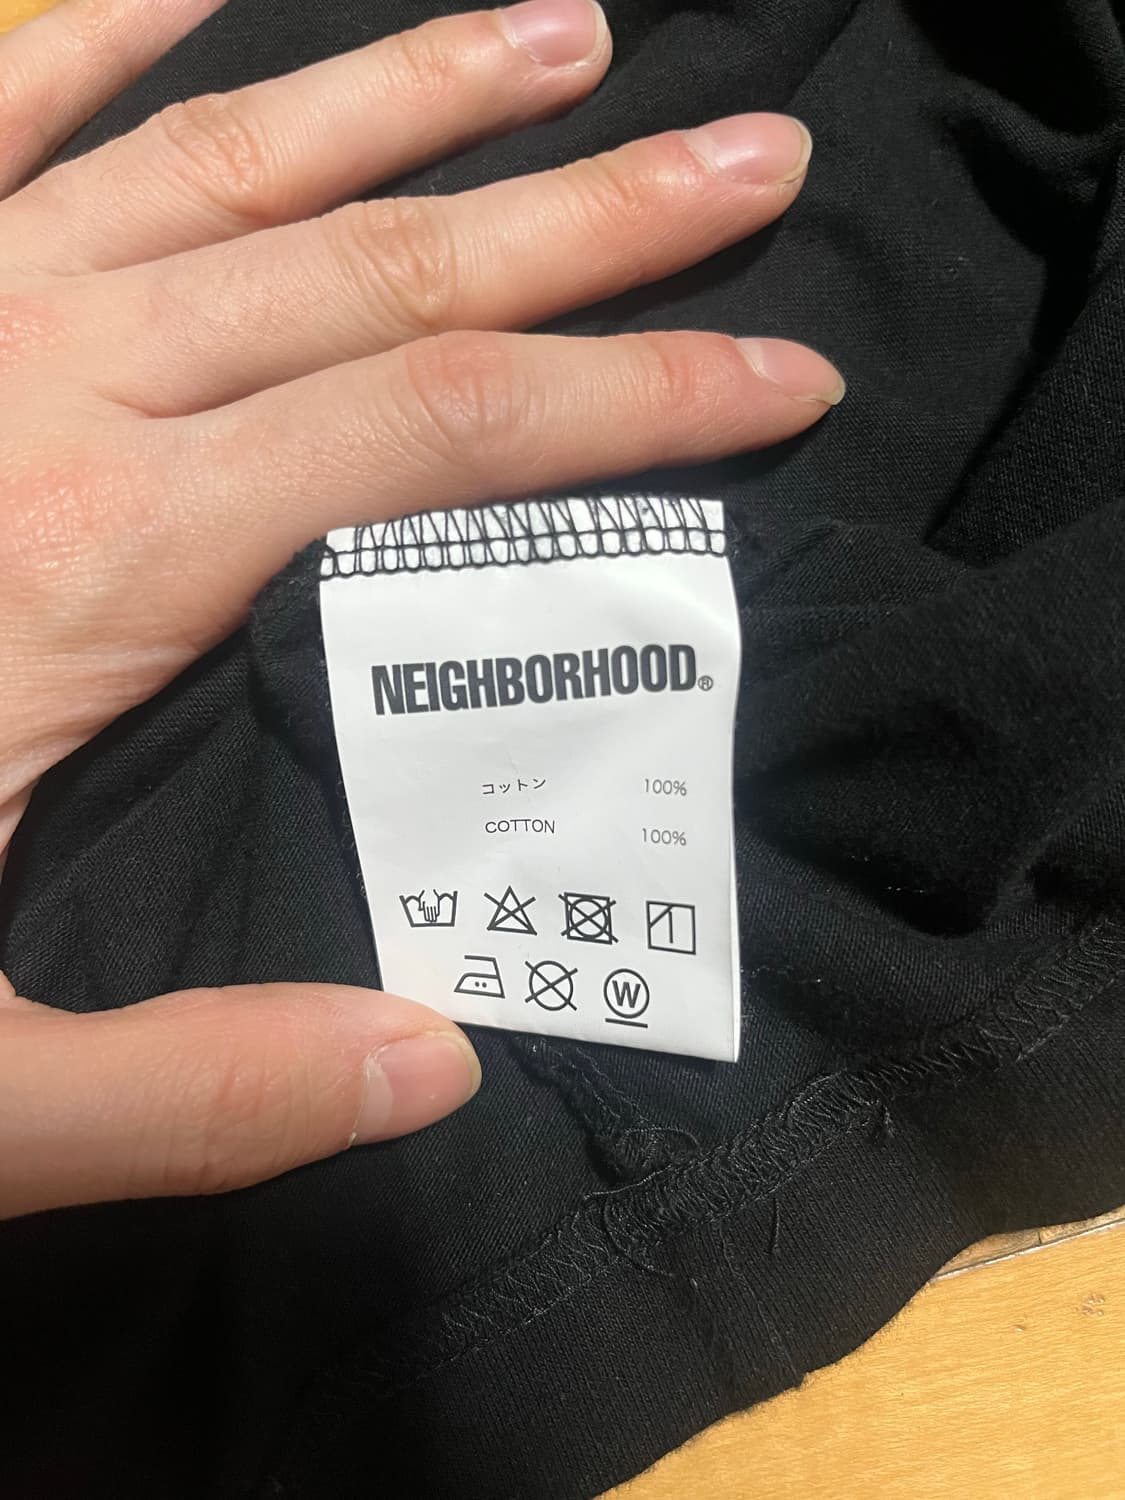 NEIGHBORHOOD®
コットン 100%
COTTON 100%
W